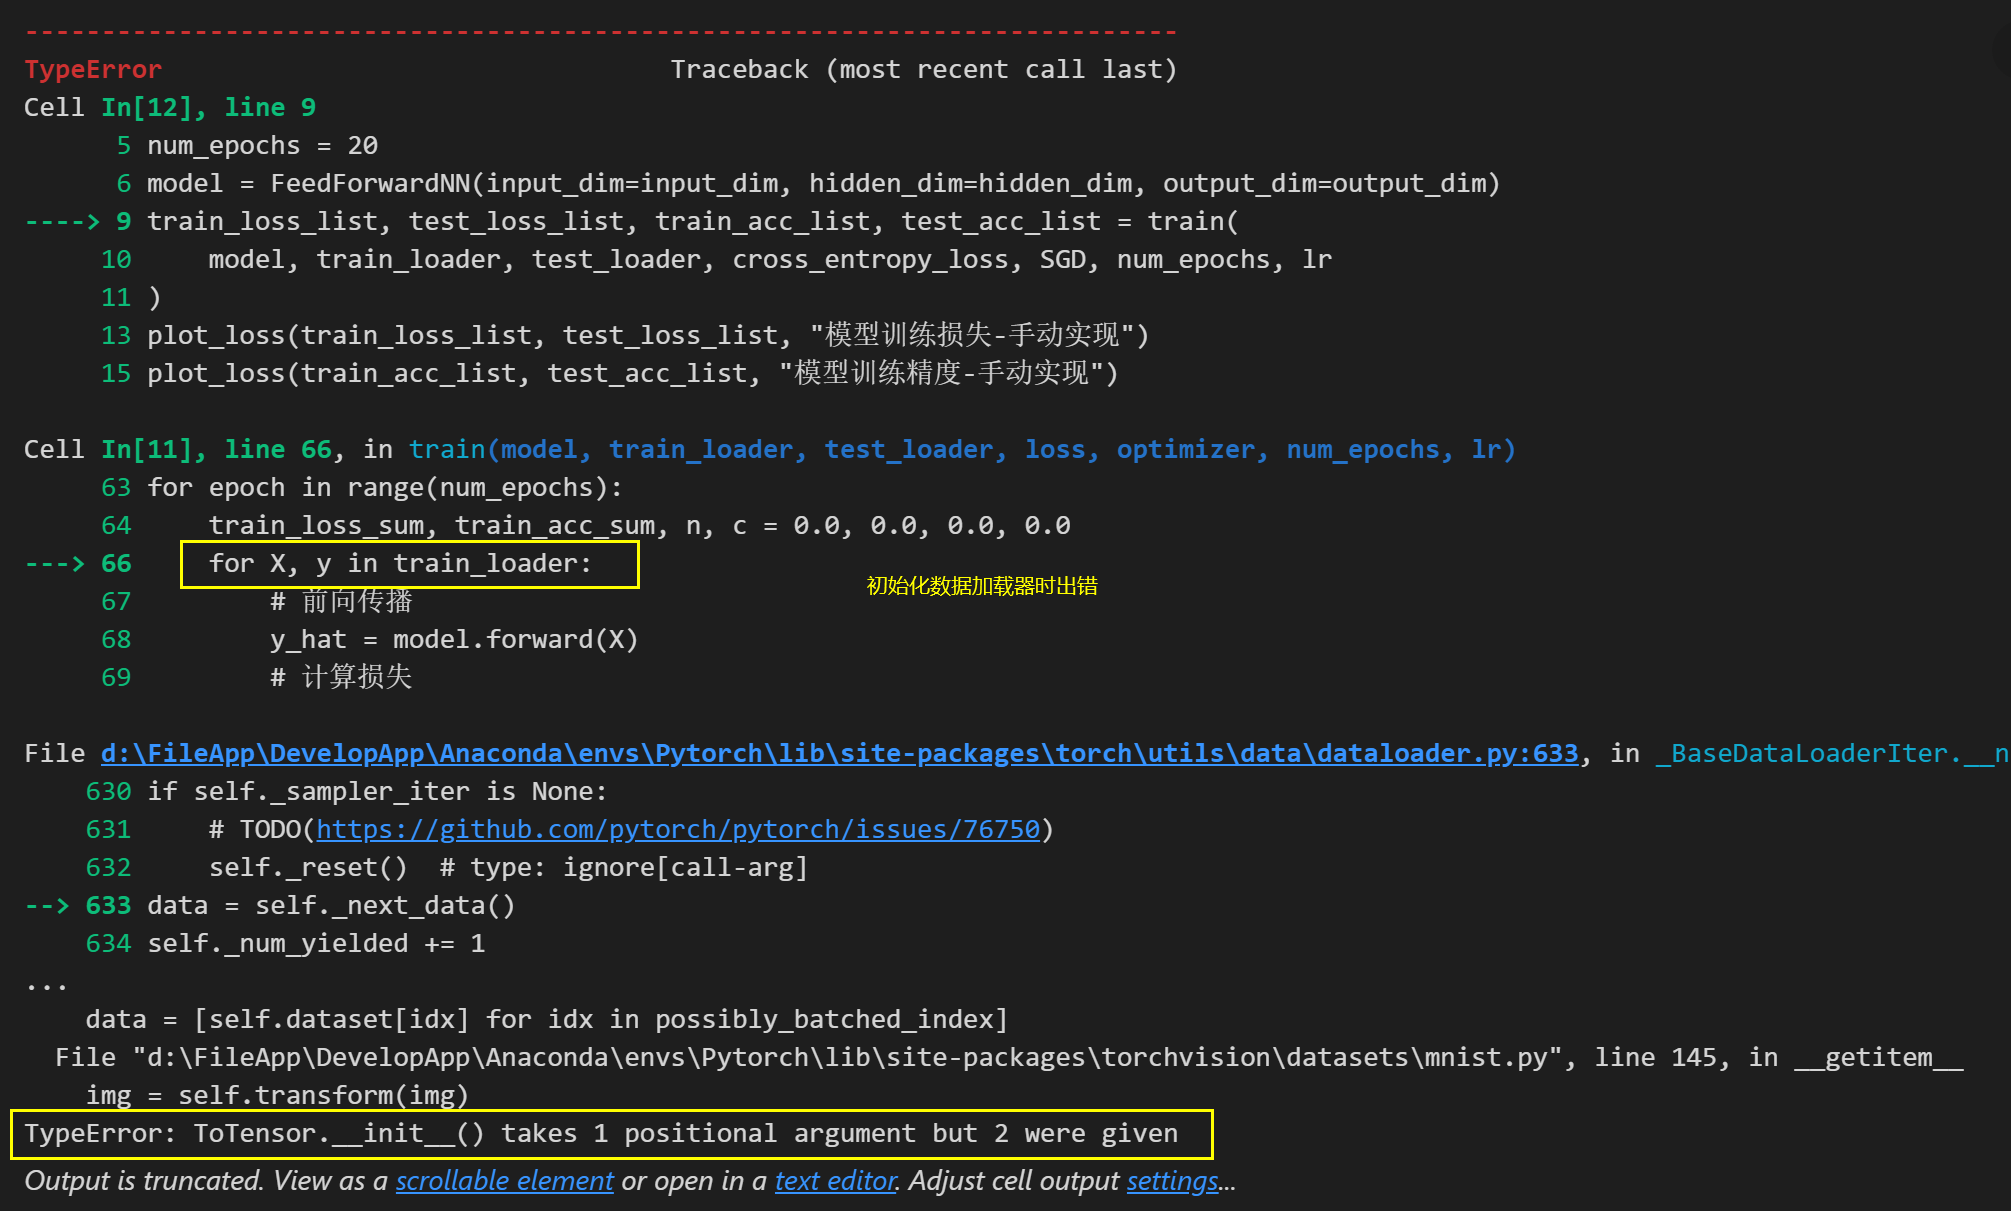 ---------------------------------------------------------------------------
TypeError                                 Traceback (most recent call last)
Cell In[12], line 9
      5 num_epochs = 20
      6 model = FeedForwardNN(input_dim=input_dim, hidden_dim=hidden_dim, output_dim=output_dim)
----> 9 train_loss_list, test_loss_list, train_acc_list, test_acc_list = train(
     10     model, train_loader, test_loader, cross_entropy_loss, SGD, num_epochs, lr
     11 )
     13 plot_loss(train_loss_list, test_loss_list, "模型训练损失-手动实现")
     15 plot_loss(train_acc_list, test_acc_list, "模型训练精度-手动实现")
Cell In[11], line 66, in train(model, train_loader, test_loader, loss, optimizer, num_epochs, lr)
     63 for epoch in range(num_epochs):
     64     train_loss_sum, train_acc_sum, n, c = 0.0, 0.0, 0.0, 0.0
---> 66     for X, y in train_loader:
初始化数据加载器时出错
     67         # 前向传播
     68         y_hat = model.forward(X)
     69         # 计算损失
File d:\FileApp\DevelopApp\Anaconda\envs\Pytorch\lib\site-packages\torch\utils\data\dataloader.py:633, in _BaseDataLoaderIter.__n
    630 if self._sampler_iter is None:
    631     # TODO(https://github.com/pytorch/pytorch/issues/76750)
    632     self._reset()  # type: ignore[call-arg]
--> 633 data = self._next_data()
    634 self._num_yielded += 1
...
    data = [self.dataset[idx] for idx in possibly_batched_index]
  File "d:\FileApp\DevelopApp\Anaconda\envs\Pytorch\lib\site-packages\torchvision\datasets\mnist.py", line 145, in __getitem__
    img = self.transform(img)
TypeError: ToTensor.__init__() takes 1 positional argument but 2 were given
Output is truncated. View as a scrollable element or open in a text editor. Adjust cell output settings...